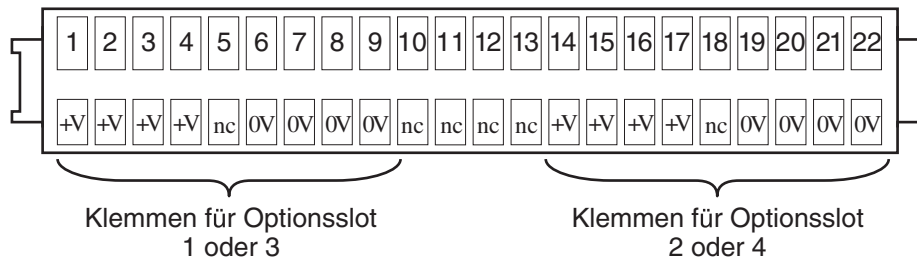 1 2 3 4 5 6 7 8 9 10 11 12 13 14 15 16 17 18 19 20 21 22
+V +V +V +V nc 0V 0V 0V 0V nc nc nc nc +V +V +V +V nc 0V 0V 0V 0V
Klemmen für Optionsslot
1 oder 3
Klemmen für Optionsslot
2 oder 4